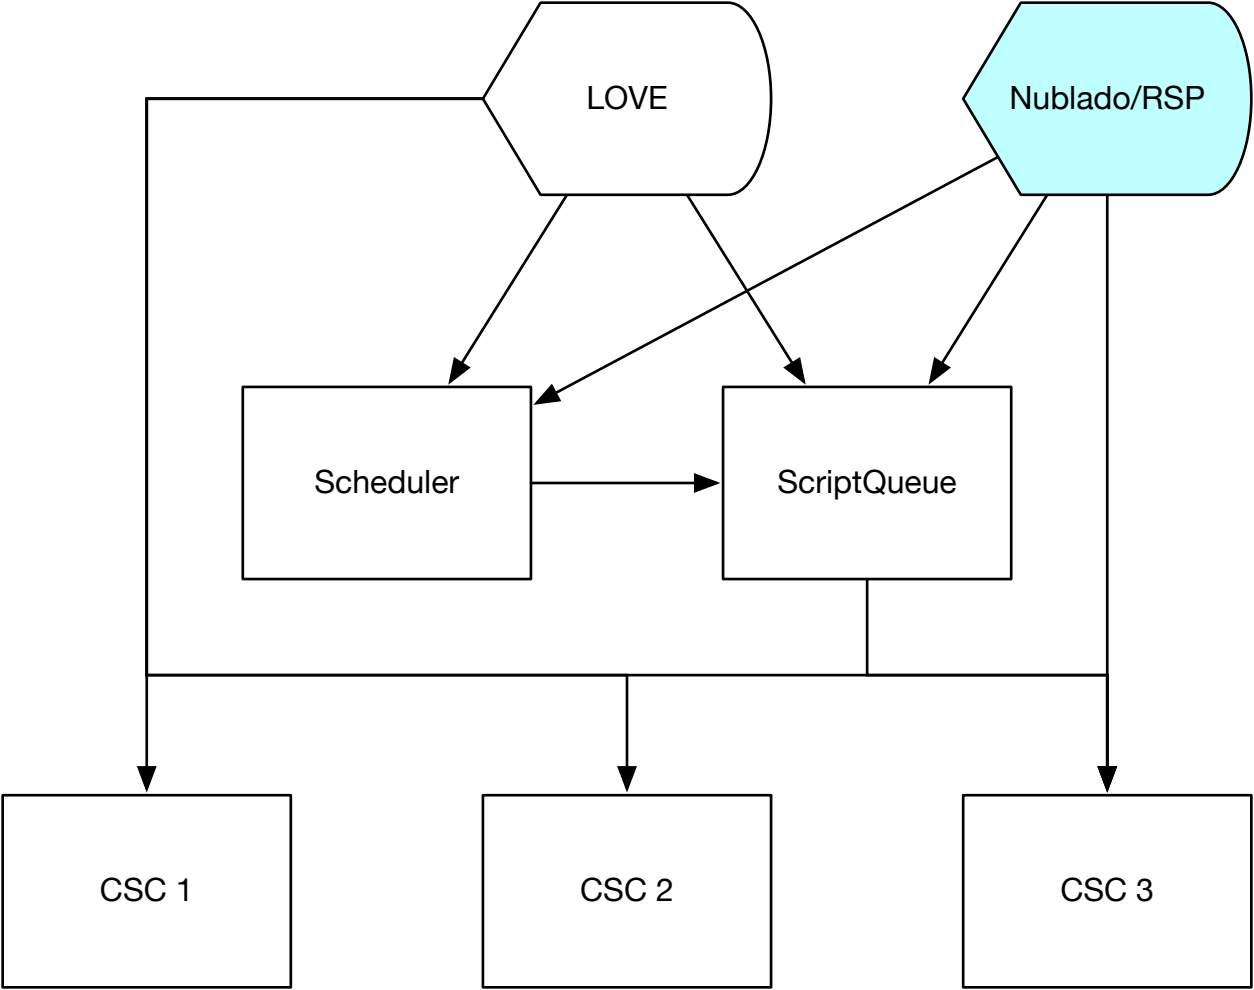 LOVE
Nublado/RSP
Scheduler
ScriptQueue
CSC 1
CSC 2
CSC 3